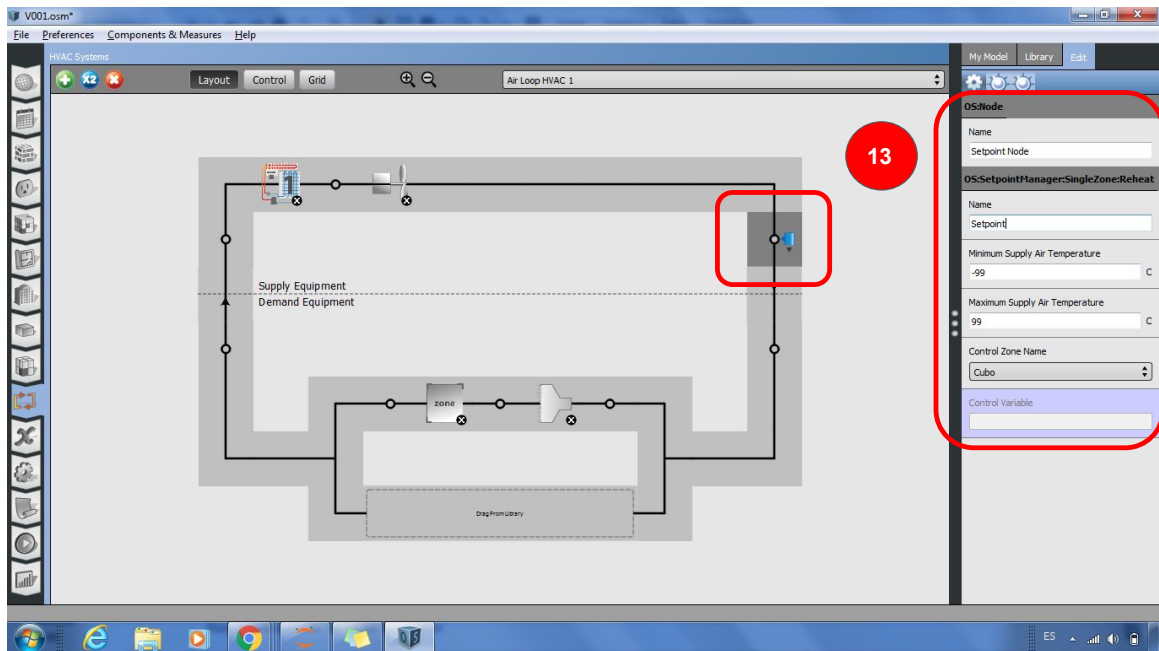 V001.osm*
File Preferences Components & Measures Help
HVAC Systems
My Model Library Edit
X2
Layout Control Grid
Air Loop HVAC 1
OS:Node
Name
Setpoint Node
OS:SetpointManager:SingleZone:Reheat
Name
Setpoint
Minimum Supply Air Temperature
-99 C
Maximum Supply Air Temperature
99 C
Control Zone Name
Cubo
Control Variable
13
1
Supply Equipment
Demand Equipment
zone
Drag From Library
OS
ES